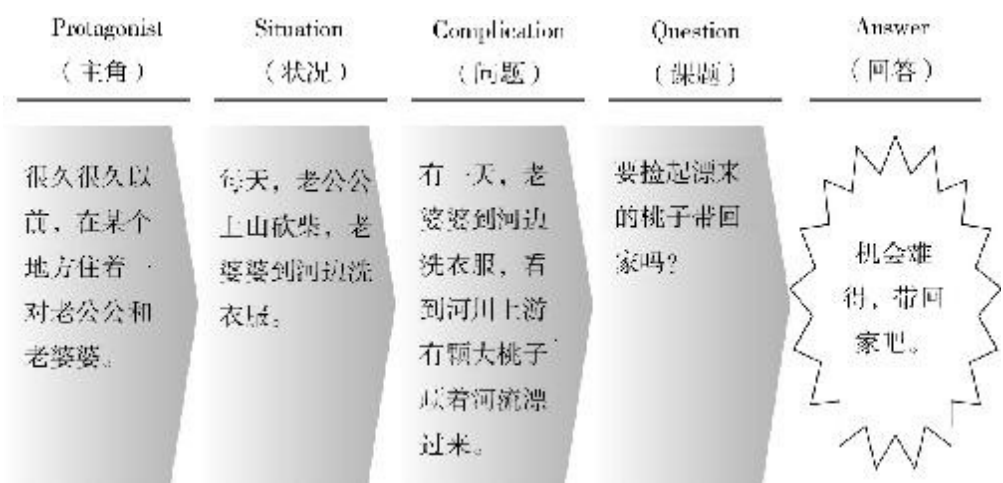 Protagonist
（主角）
Situation
（状况）
Complication
（问题）
Question
（课题）
Answer
（回答）
很久很久以
前，在某个
地方住着一
对老公公和
老婆婆。
每天，老公公
上山砍柴，老
婆婆到河边洗
衣服。
有一天，老
婆婆到河边
洗衣服，看
到河川上游
有颗大桃子
顺着河流漂
过来。
要捡起漂来
的桃子带回
家吗？
机会难
得，带回
家吧。